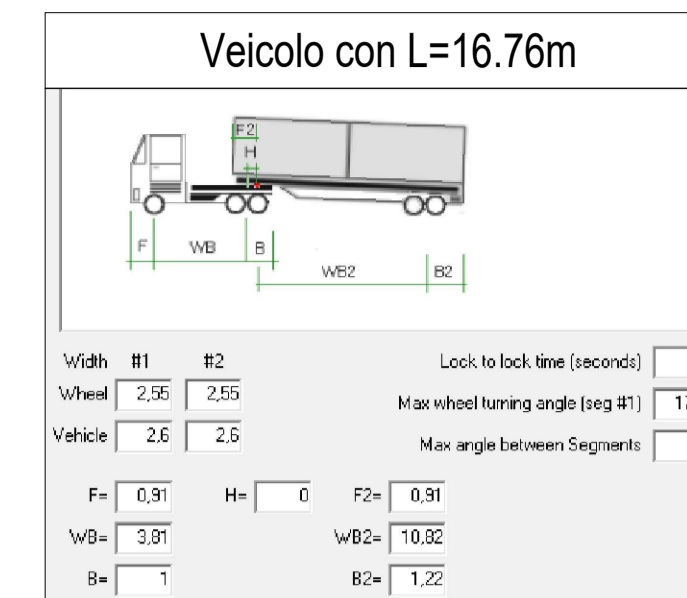 Veicolo con L=16.76m
F2
H
F WB B
WB2 B2
Width #1 #2 Lock to lock time (seconds)
Wheel 2,55 2,55 Max wheel turning angle (seg #1) 17
Vehicle 2,6 2,6 Max angle between Segments
F= 0,91 H= 0 F2= 0,91
WB= 3,81 WB2= 10,82
B= 1 B2= 1,22